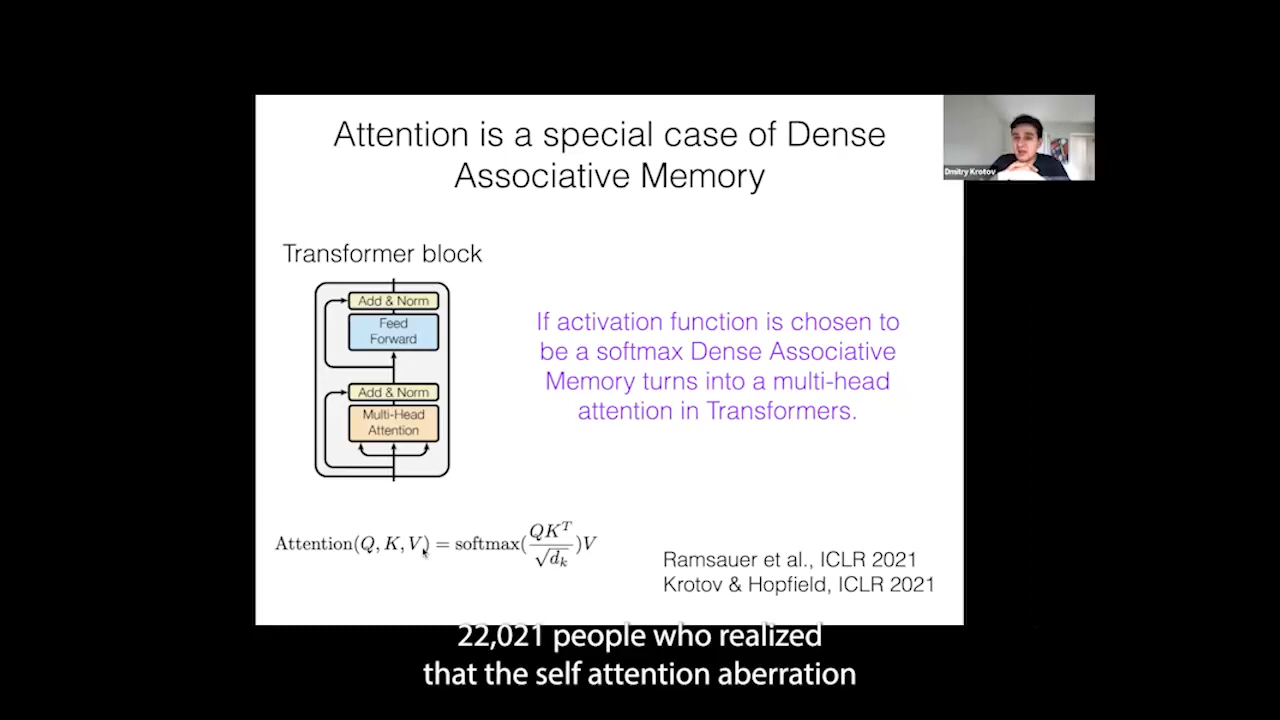 Attention is a special case of Dense
Associative Memory
Dmitry Krotov
Transformer block
Add & Norm
Feed
Forward
Add & Norm
Multi-Head
Attention
If activation function is chosen to
be a softmax Dense Associative
Memory turns into a multi-head
attention in Transformers.
Attention(Q, K, V) = softmax(QK^T/√d_k)V
Ramsauer et al., ICLR 2021
Krotov & Hopfield, ICLR 2021
22,021 people who realized
that the self attention aberration